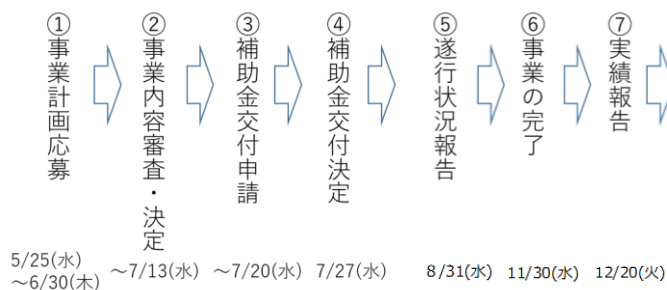 ①事業計画応募
②事業内容審査・決定
③補助金交付申請
④補助金交付決定
⑤遂行状況報告
⑥事業の完了
⑦実績報告
5/25(水)
～6/30(木)
～7/13(水)
～7/20(水)
7/27(水)
8/31(水)
11/30(水)
12/20(火)